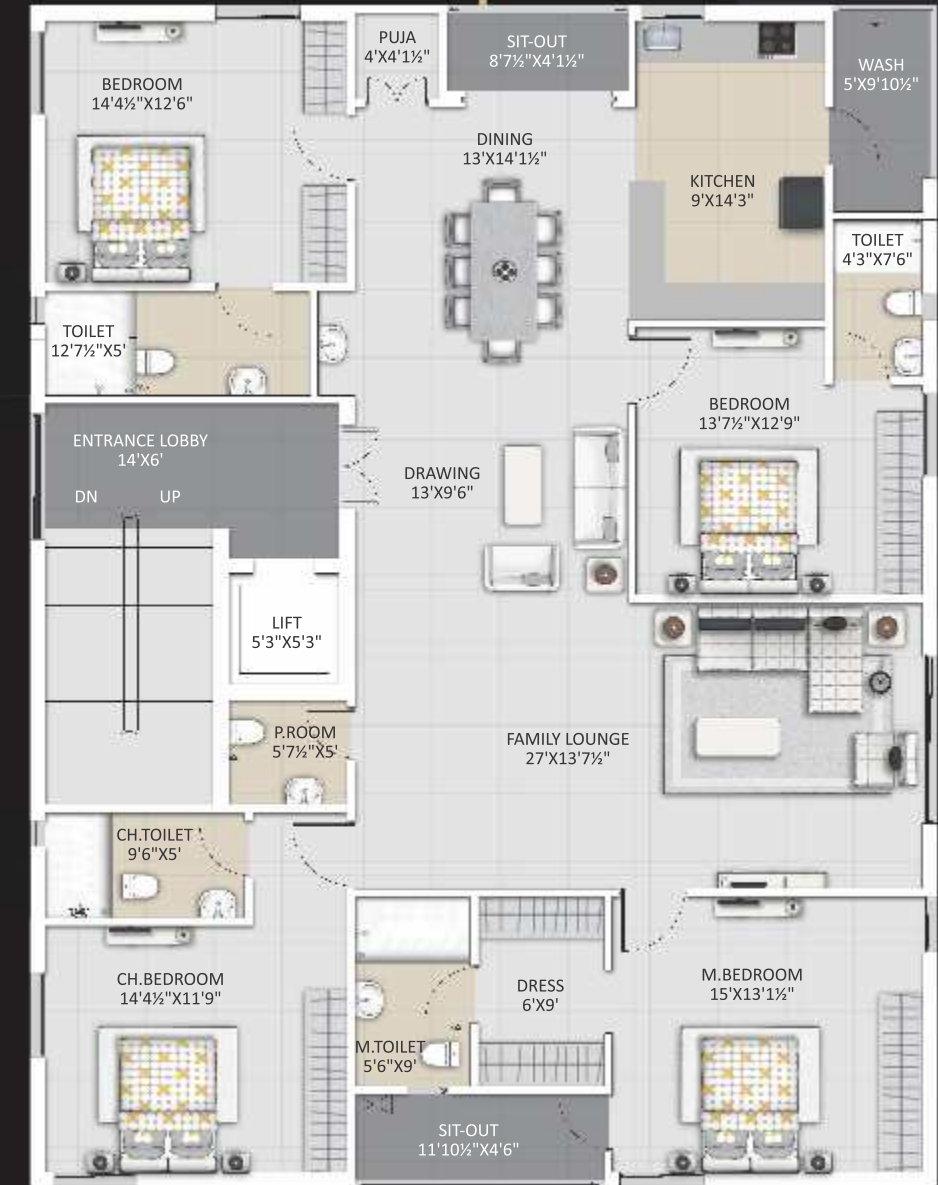 PUJA
4'X4'1½"
SIT-OUT
8'7½"X4'1½"
WASH
5'X9'10½"
BEDROOM
14'4½"X12'6"
DINING
13'X14'1½"
KITCHEN
9'X14'3"
TOILET
4'3"X7'6"
TOILET
12'7½"X5'
BEDROOM
13'7½"X12'9"
ENTRANCE LOBBY
14'X6'
DN UP
DRAWING
13'X9'6"
LIFT
5'3"X5'3"
P.ROOM
5'7½"X5'
FAMILY LOUNGE
27'X13'7½"
CH.TOILET
9'6"X5'
CH.BEDROOM
14'4½"X11'9"
DRESS
6'X9'
M.BEDROOM
15'X13'1½"
M.TOILET
5'6"X9'
SIT-OUT
11'10½"X4'6"